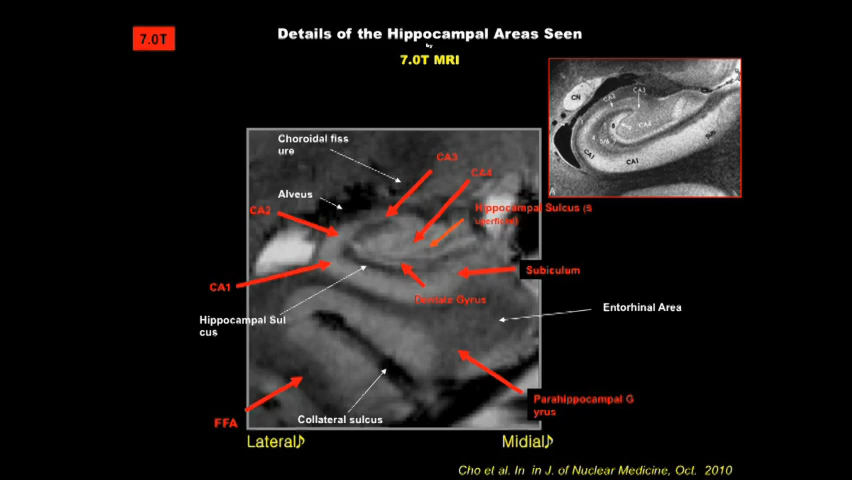 7.0T
Details of the Hippocampal Areas Seen
by
7.0T MRI
CN
CA2
CA3
CA4
CA1
CA1
Sub
A
Choroidal fiss
ure
CA3
CA4
Alveus
CA2
Hippocampal Sulcus (S
uperficial)
CA1
Subiculum
Dentate Gyrus
Entorhinal Area
Hippocampal Sul
cus
Parahippocampal G
yrus
FFA
Collateral sulcus
Lateral♪
Midial♪
Cho et al. In in J. of Nuclear Medicine, Oct. 2010